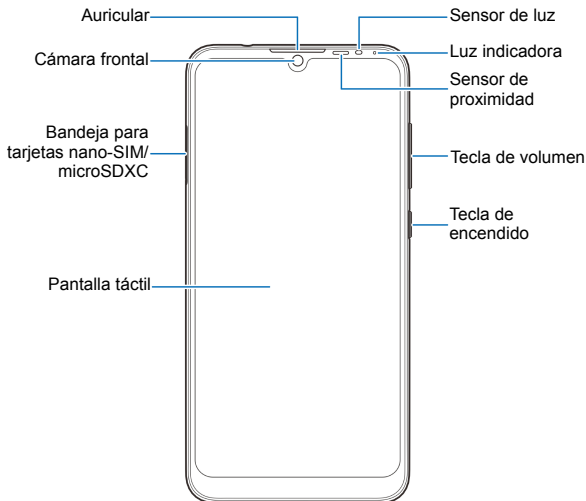 Auricular
Cámara frontal
Bandeja para
tarjetas nano-SIM/
microSDXC
Pantalla táctil
Sensor de luz
Luz indicadora
Sensor de
proximidad
Tecla de volumen
Tecla de
encendido